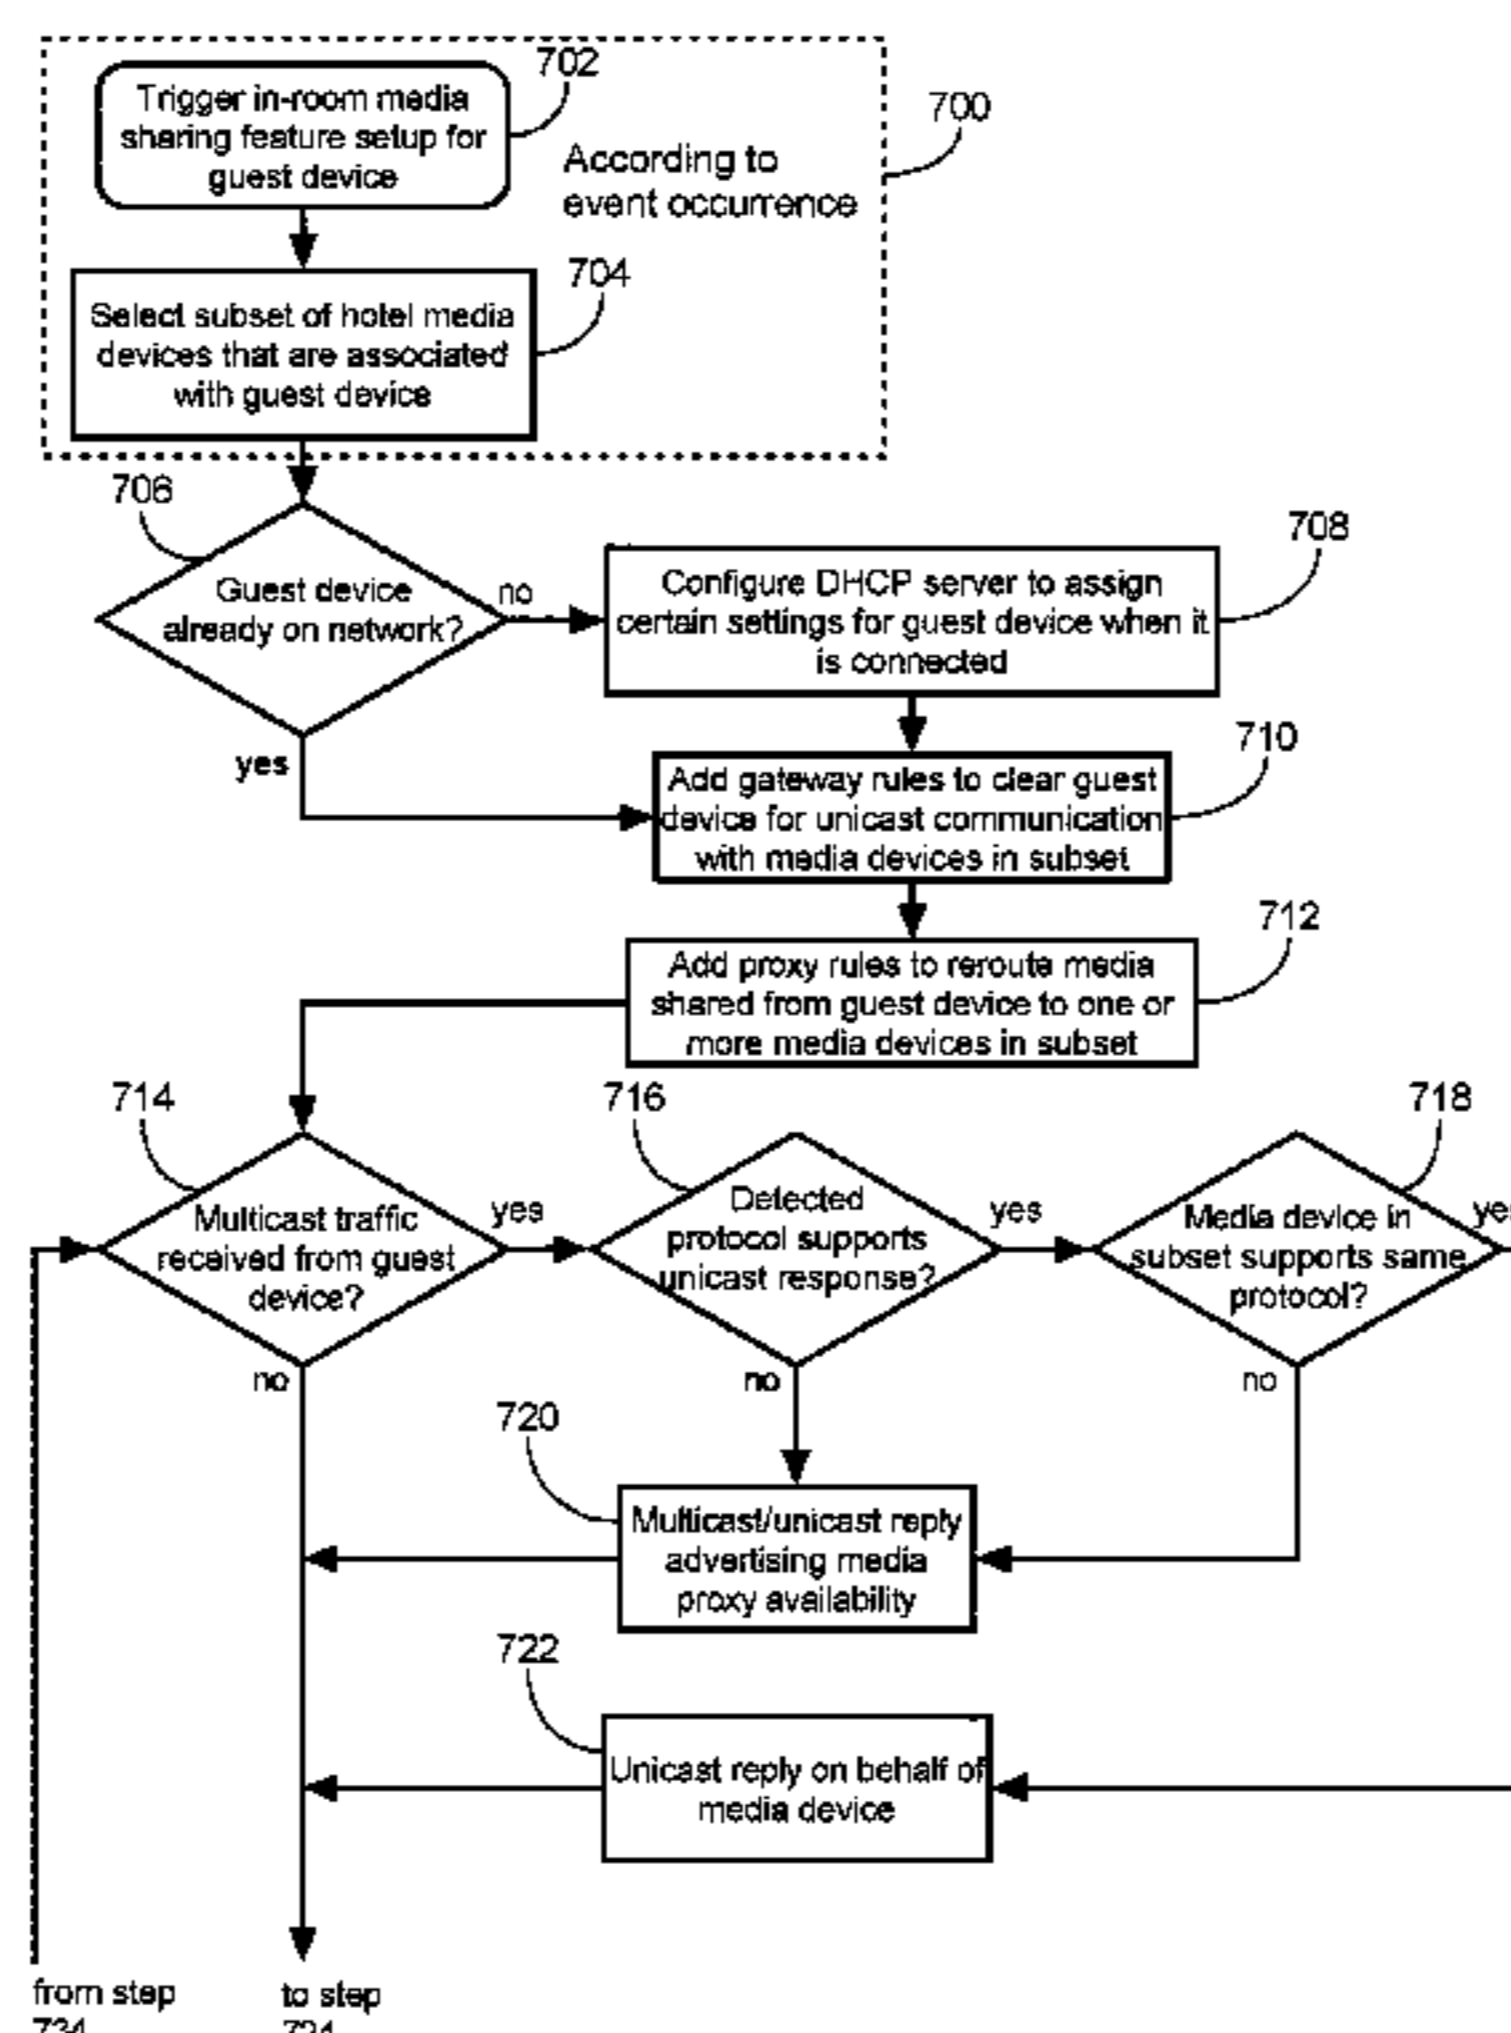 702
Trigger in-room media
sharing feature setup for
guest device
700
According to
event occurrence
704
Select subset of hotel media
devices that are associated
with guest device
706
Guest device
already on network?
no
yes
708
Configure DHCP server to assign
certain settings for guest device when it
is connected
710
Add gateway rules to clear guest
device for unicast communication
with media devices in subset
712
Add proxy rules to reroute media
shared from guest device to one or
more media devices in subset
714
Multicast traffic
received from guest
device?
yes
no
716
Detected
protocol supports
unicast response?
yes
no
718
Media device in
subset supports same
protocol?
no
720
Multicast/unicast reply
advertising media
proxy availability
722
Unicast reply on behalf of
media device
from step
to step